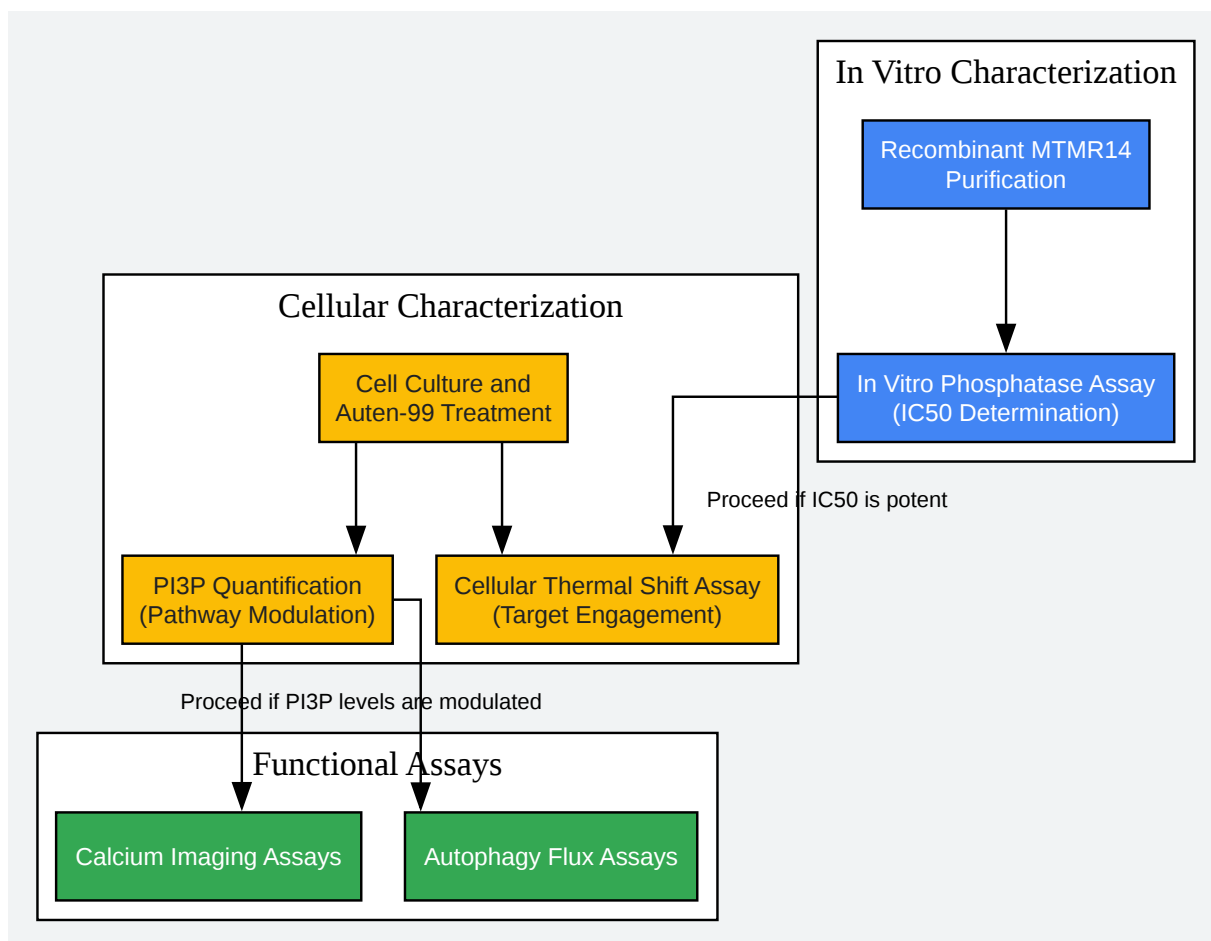 In Vitro Characterization
Recombinant MTMR14
Purification
In Vitro Phosphatase Assay
(IC50 Determination)
Proceed if IC50 is potent
Cellular Characterization
Cell Culture and
Auten-99 Treatment
PI3P Quantification
(Pathway Modulation)
Cellular Thermal Shift Assay
(Target Engagement)
Proceed if PI3P levels are modulated
Functional Assays
Calcium Imaging Assays
Autophagy Flux Assays